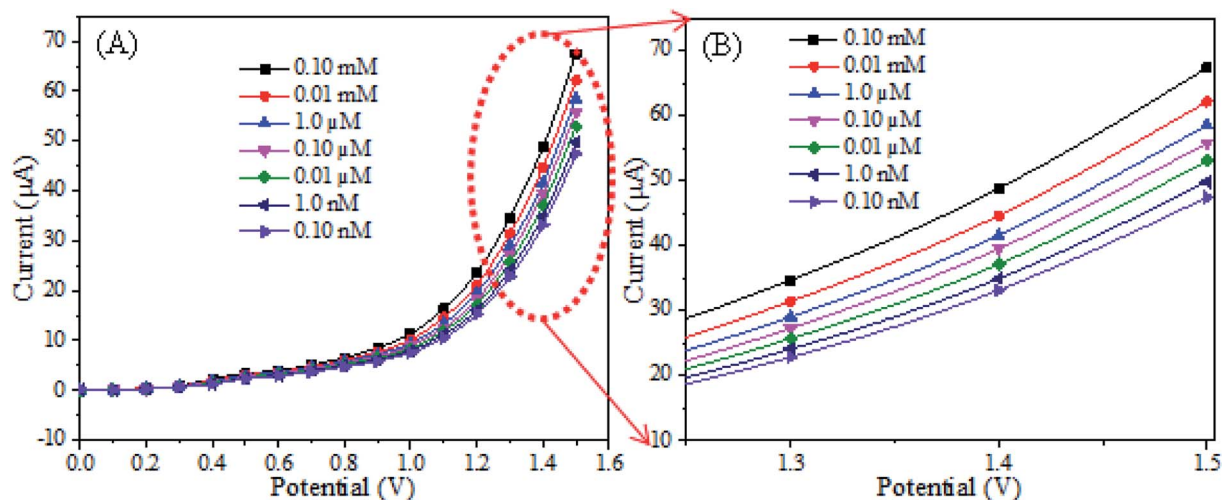 (A)
0.10 mM
0.01 mM
1.0 µM
0.10 µM
0.01 µM
1.0 nM
0.10 nM
70
60
50
40
30
20
10
0
-10
Current (µA)
0.0 0.2 0.4 0.6 0.8 1.0 1.2 1.4 1.6
Potential (V)
(B)
0.10 mM
0.01 mM
1.0 µM
0.10 µM
0.01 µM
1.0 nM
0.10 nM
70
60
50
40
30
20
10
Current (µA)
1.3 1.4 1.5
Potential (V)